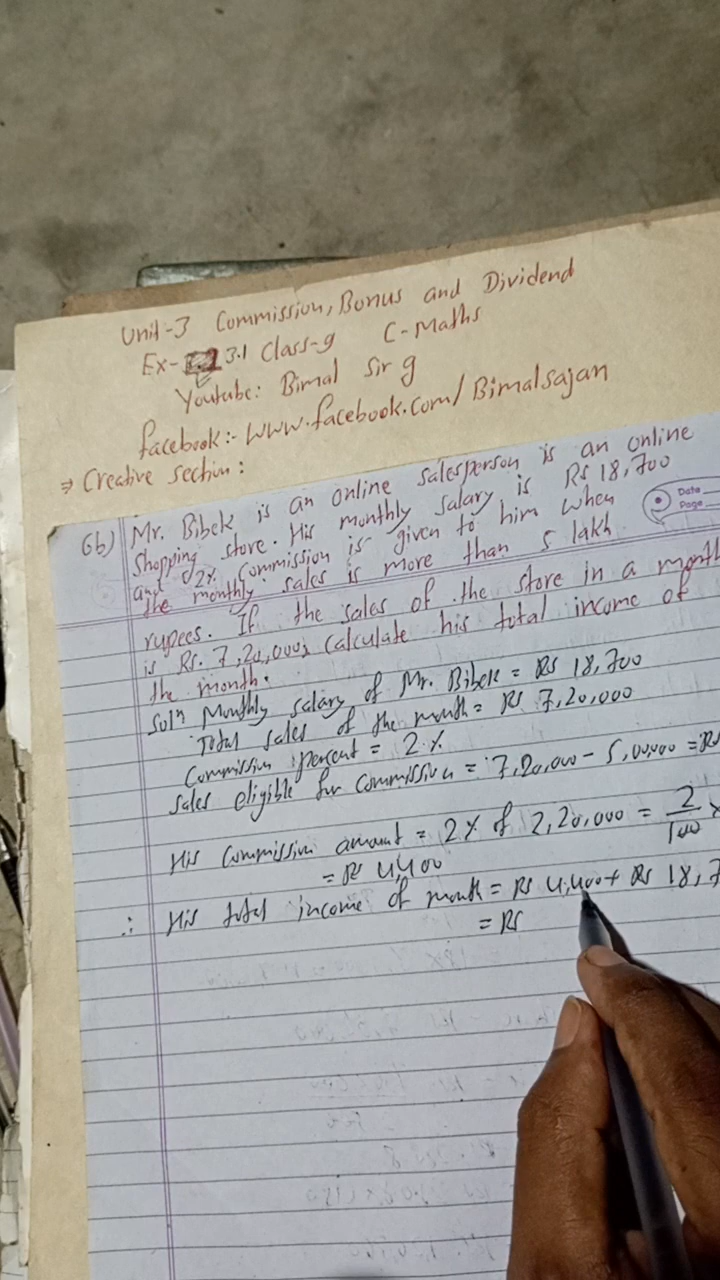 Unit-3 Commission, Bonus and Dividend
Ex- 3.1 Class-9 C-Maths
Youtube: Bimal Sir g
facebook:- www.facebook.com/Bimalsajan
⇒ Creative section:
6b) Mr. Bibek is an online salesperson is an online
Shopping store. His monthly salary is Rs 18,700
and 2% commission is given to him when
the monthly sales is more than 5 lakh
rupees. If the sales of the store in a month
is Rs. 7,20,000, Calculate his total income of
the month.
Date
Page
Solⁿ Monthly salary of Mr. Bibek = Rs 18,700
Total sales of the month = Rs 7,20,000
Commission percent = 2%
Sales eligible for commission = 7,20,000 - 5,00,000 = Rs
His commission amount = 2% of 2,20,000 = 2/100 ×
= Rs 4,400
∴ His total income of month = Rs 4,400 + Rs 18,7
= Rs